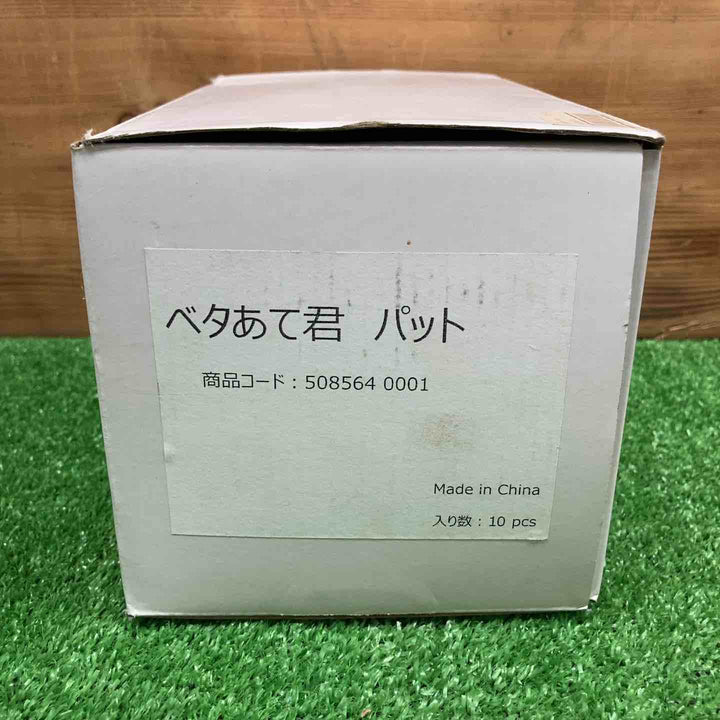 ベタあて君 パット
商品コード : 508564 0001
Made in China
入り数 : 10 pcs